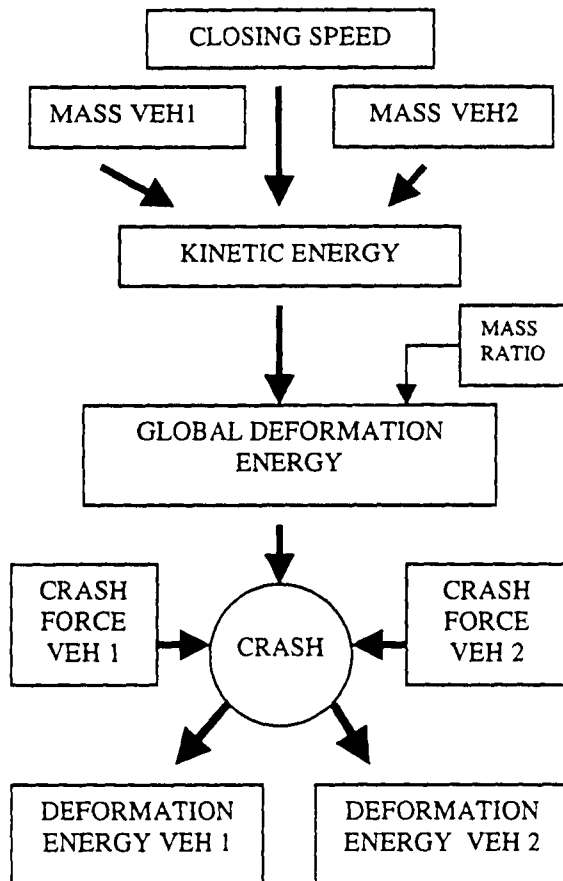 CLOSING SPEED
MASS VEH1
MASS VEH2
KINETIC ENERGY
MASS
RATIO
GLOBAL DEFORMATION
ENERGY
CRASH
FORCE
VEH 1
CRASH
CRASH
FORCE
VEH 2
DEFORMATION
ENERGY VEH 1
DEFORMATION
ENERGY VEH 2